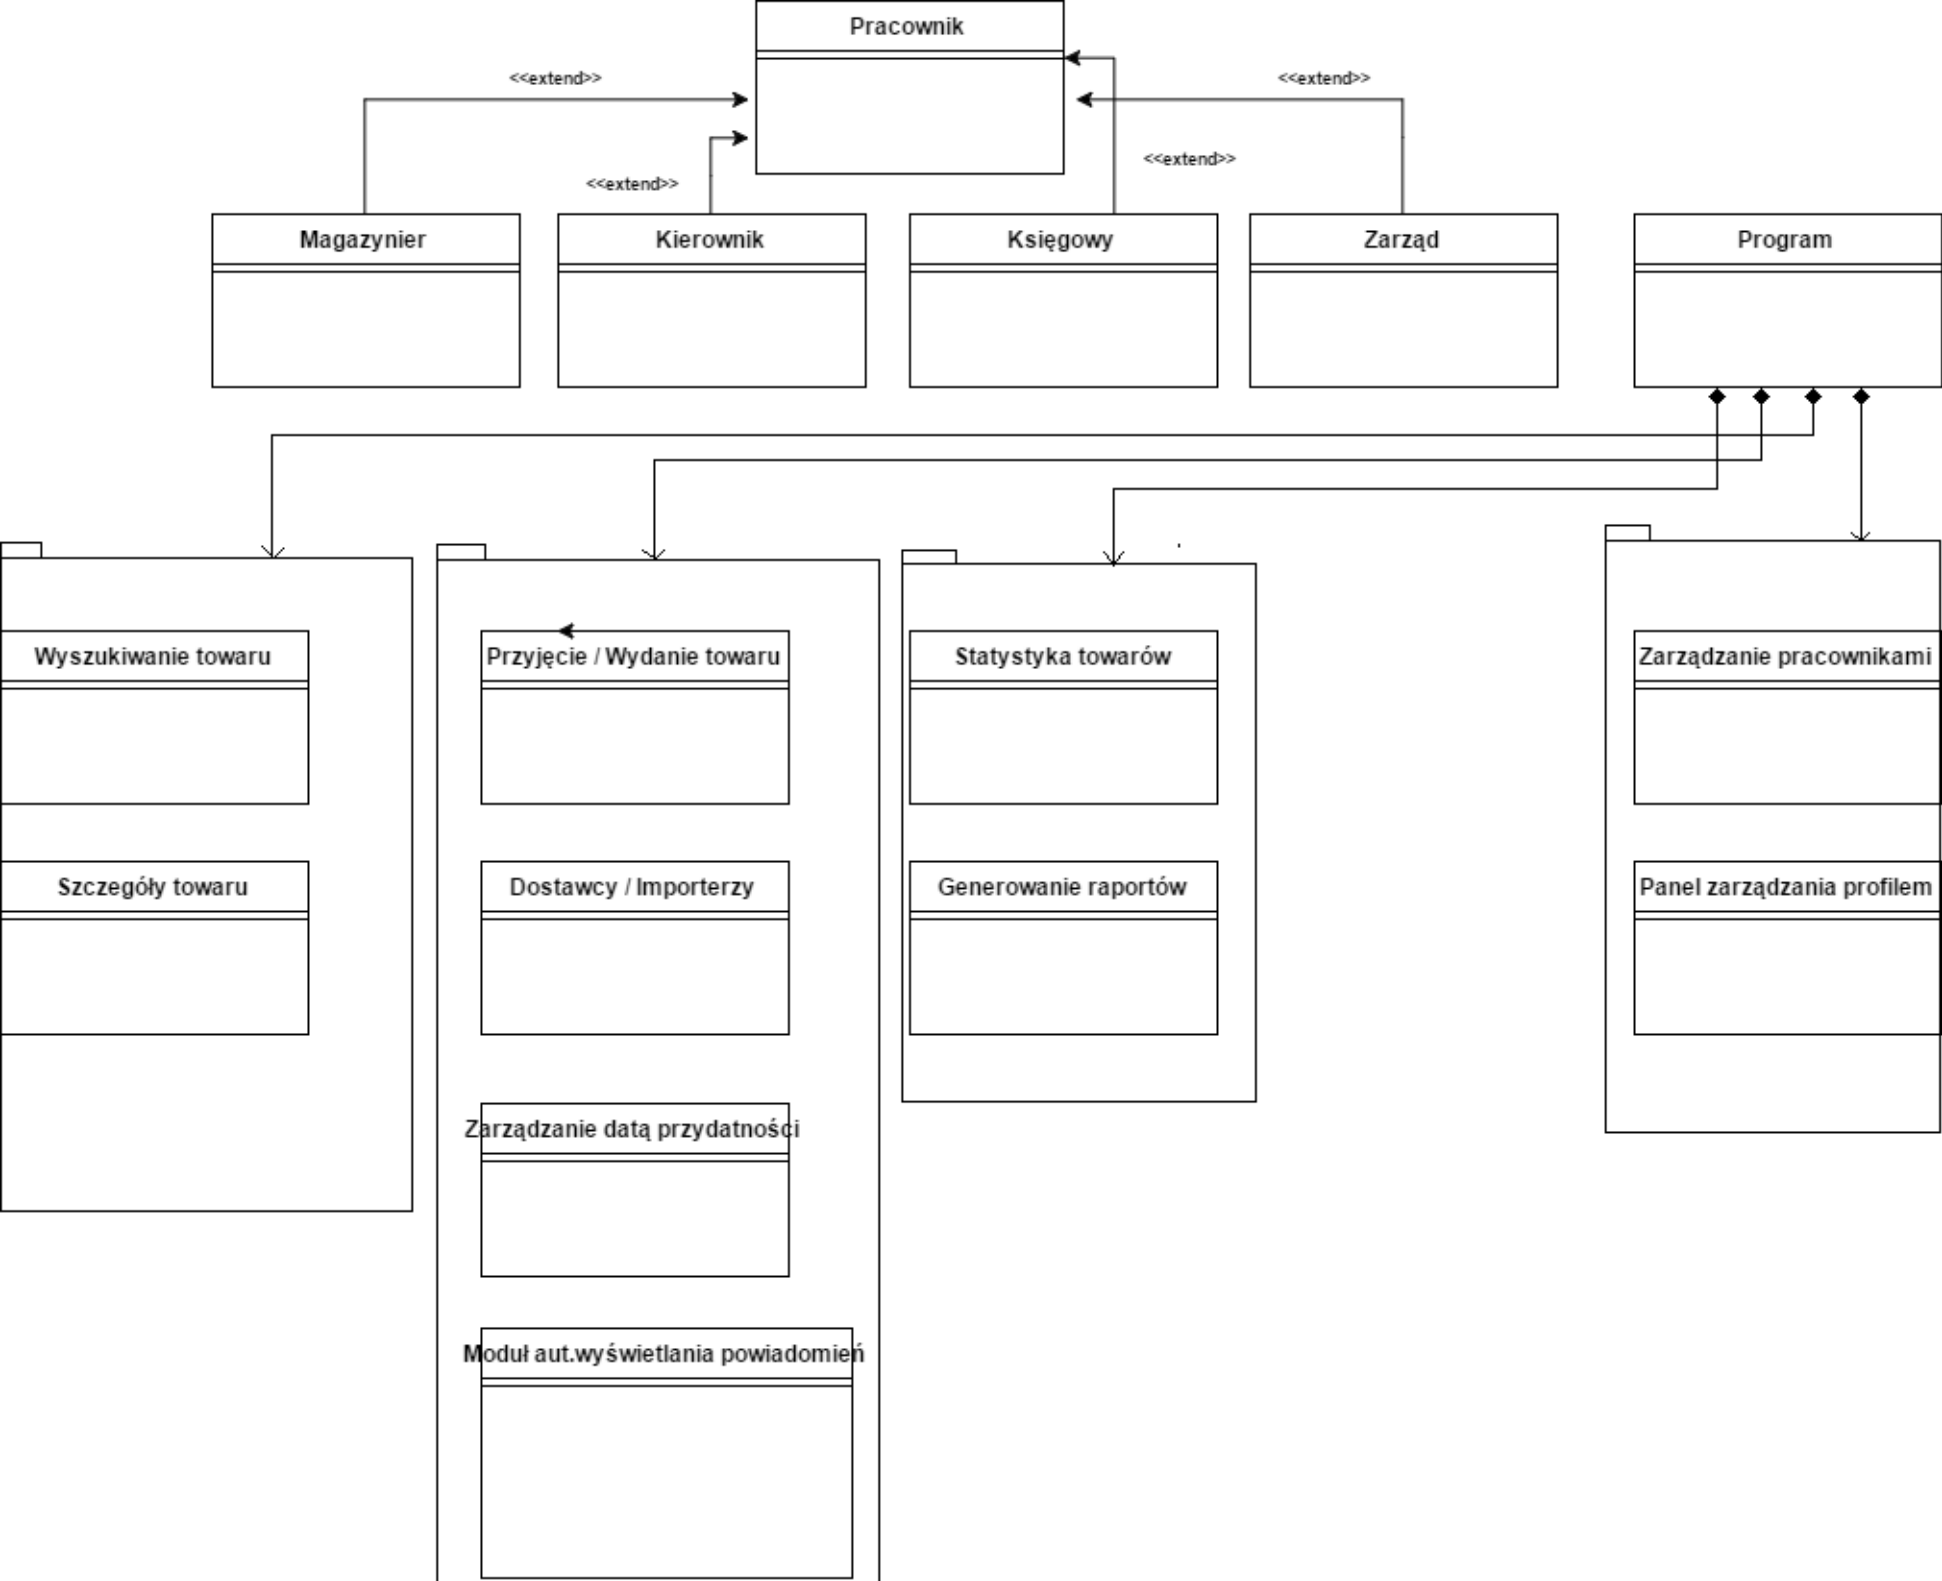 Pracownik
<<extend>>
<<extend>>
<<extend>>
<<extend>>
Magazynier
Kierownik
Księgowy
Zarząd
Program
Wyszukiwanie towaru
Przyjęcie / Wydanie towaru
Statystyka towarów
Zarządzanie pracownikami
Szczegóły towaru
Dostawcy / Importerzy
Generowanie raportów
Panel zarządzania profilem
Zarządzanie datą przydatności
Moduł aut.wyświetlania powiadomień